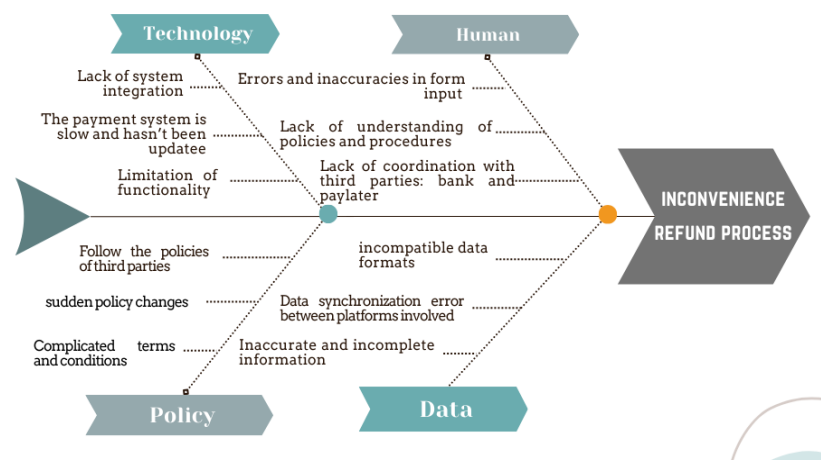 Technology
Lack of system
integration
The payment system is
slow and hasn't been
updatee
Limitation of
functionality
Human
Errors and inaccuracies in form
input
Lack of understanding of
policies and procedures
Lack of coordination with
third parties: bank and
paylater
INCONVENIENCE
REFUND PROCESS
Follow the policies
of third parties
sudden policy changes
Complicated terms
and conditions
Policy
incompatible data
formats
Data synchronization error
between platforms involved
Inaccurate and incomplete
information
Data